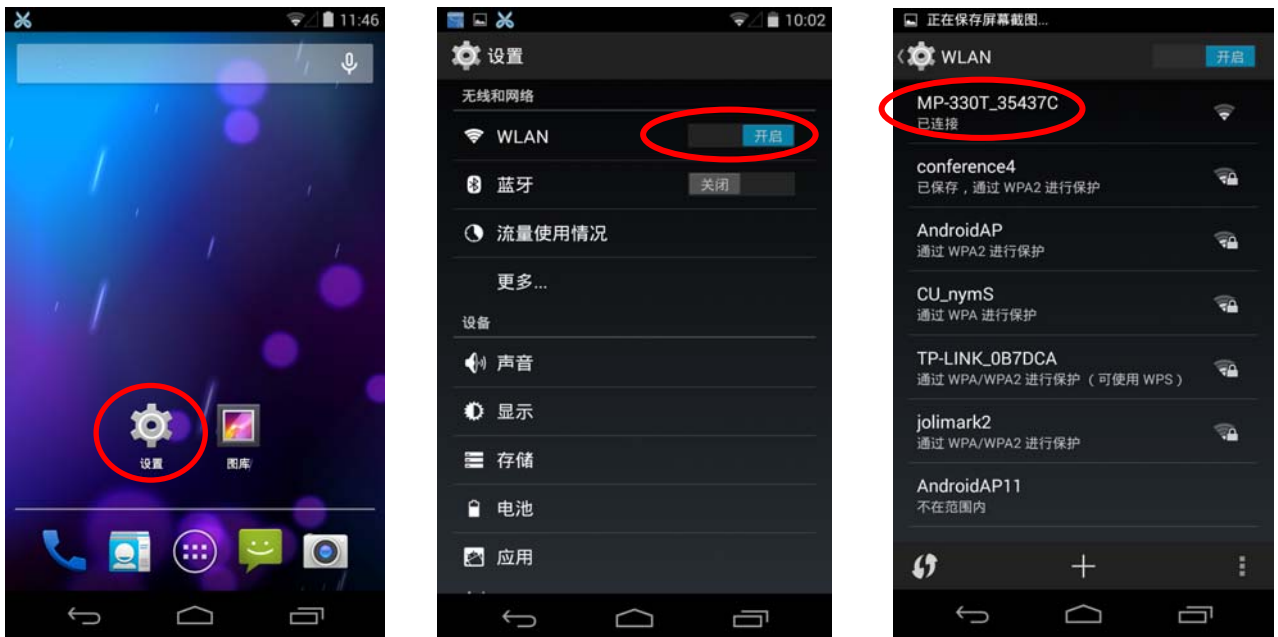 11:46
设置
图库
10:02
设置
无线和网络
WLAN
开启
蓝牙
关闭
流量使用情况
更多...
设备
声音
显示
存储
电池
应用
正在保存屏幕截图...
WLAN
开启
MP-330T_35437C
已连接
conference4
已保存，通过 WPA2 进行保护
AndroidAP
通过 WPA2 进行保护
CU_nymS
通过 WPA 进行保护
TP-LINK_0B7DCA
通过 WPA/WPA2 进行保护（可使用 WPS）
jolimark2
通过 WPA/WPA2 进行保护
AndroidAP11
不在范围内